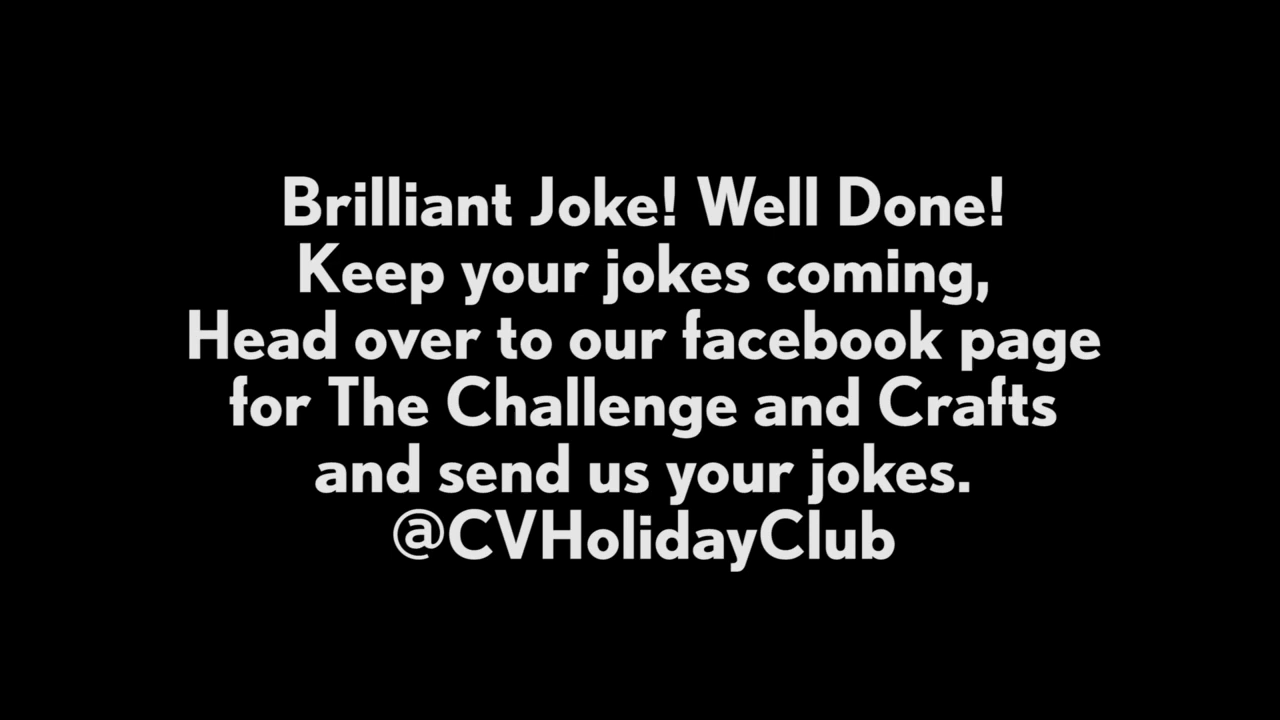 Brilliant Joke! Well Done!
Keep your jokes coming,
Head over to our facebook page
for The Challenge and Crafts
and send us your jokes.
@CVHolidayClub